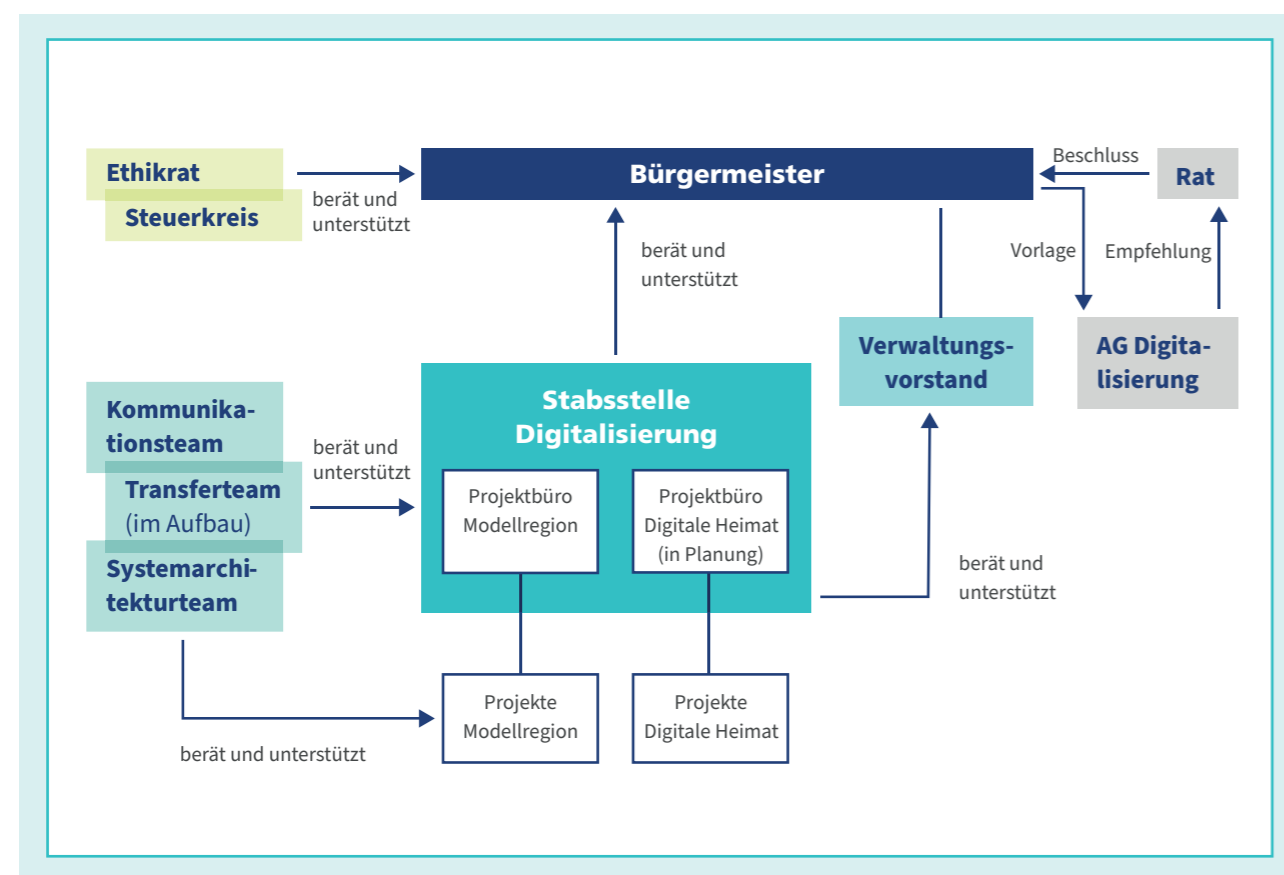 Ethikrat
Steuerkreis
berät und
unterstützt
Bürgermeister
Beschluss
Rat
berät und
unterstützt
Vorlage
Empfehlung
Verwaltungs-
vorstand
AG Digita-
lisierung
Kommunika-
tionsteam
Transferteam
(im Aufbau)
Systemarchi-
tekturteam
berät und
unterstützt
Stabsstelle
Digitalisierung
Projektbüro
Modellregion
Projektbüro
Digitale Heimat
(in Planung)
berät und
unterstützt
Projekte
Modellregion
Projekte
Digitale Heimat
berät und unterstützt